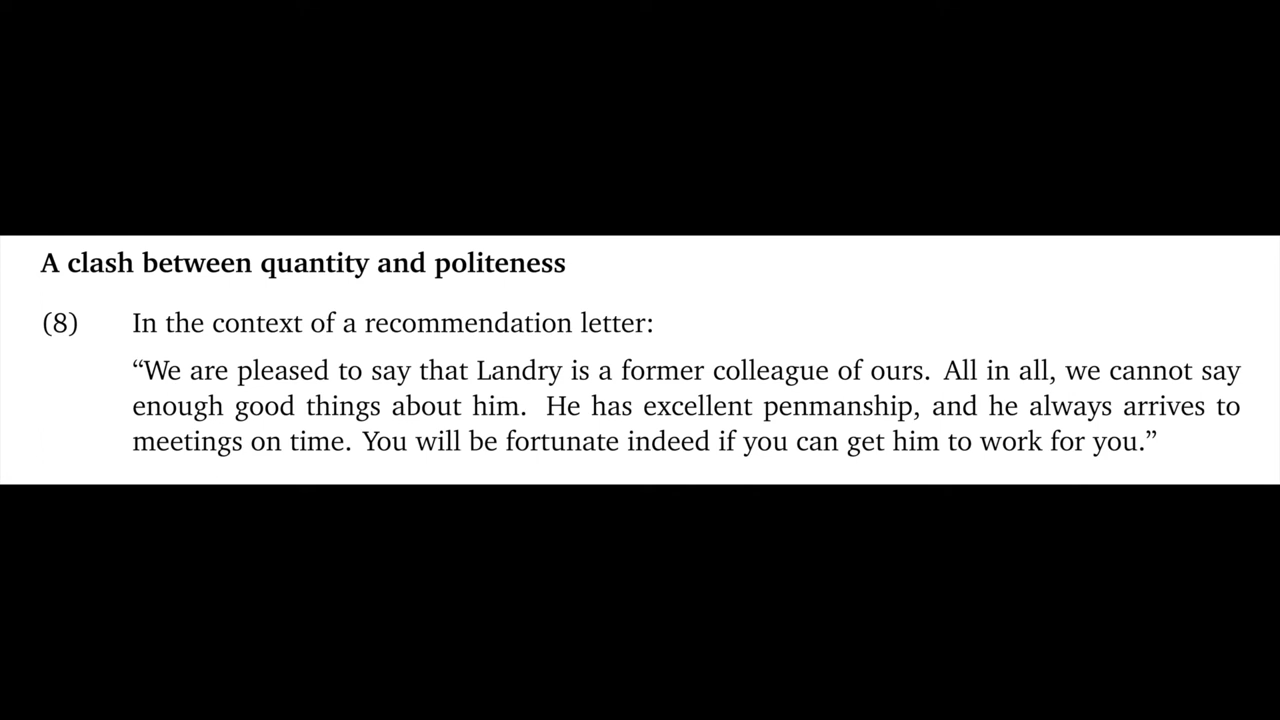 A clash between quantity and politeness
(8) In the context of a recommendation letter:
“We are pleased to say that Landry is a former colleague of ours. All in all, we cannot say
enough good things about him. He has excellent penmanship, and he always arrives to
meetings on time. You will be fortunate indeed if you can get him to work for you.”